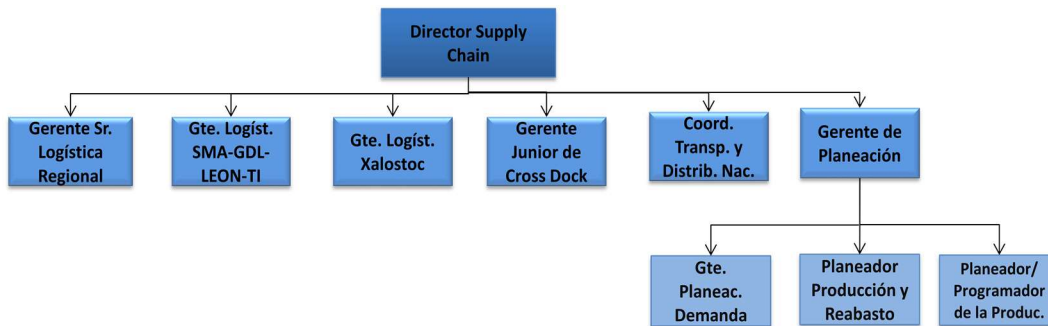 Director Supply
Chain
Gerente Sr.
Logística
Regional
Gte. Logíst.
SMA-GDL-
LEON-TI
Gte. Logíst.
Xalostoc
Gerente
Junior de
Cross Dock
Coord.
Transp. y
Distrib. Nac.
Gerente de
Planeación
Gte.
Planeac.
Demanda
Planeador
Producción y
Reabasto
Planeador/
Programador
de la Produc.